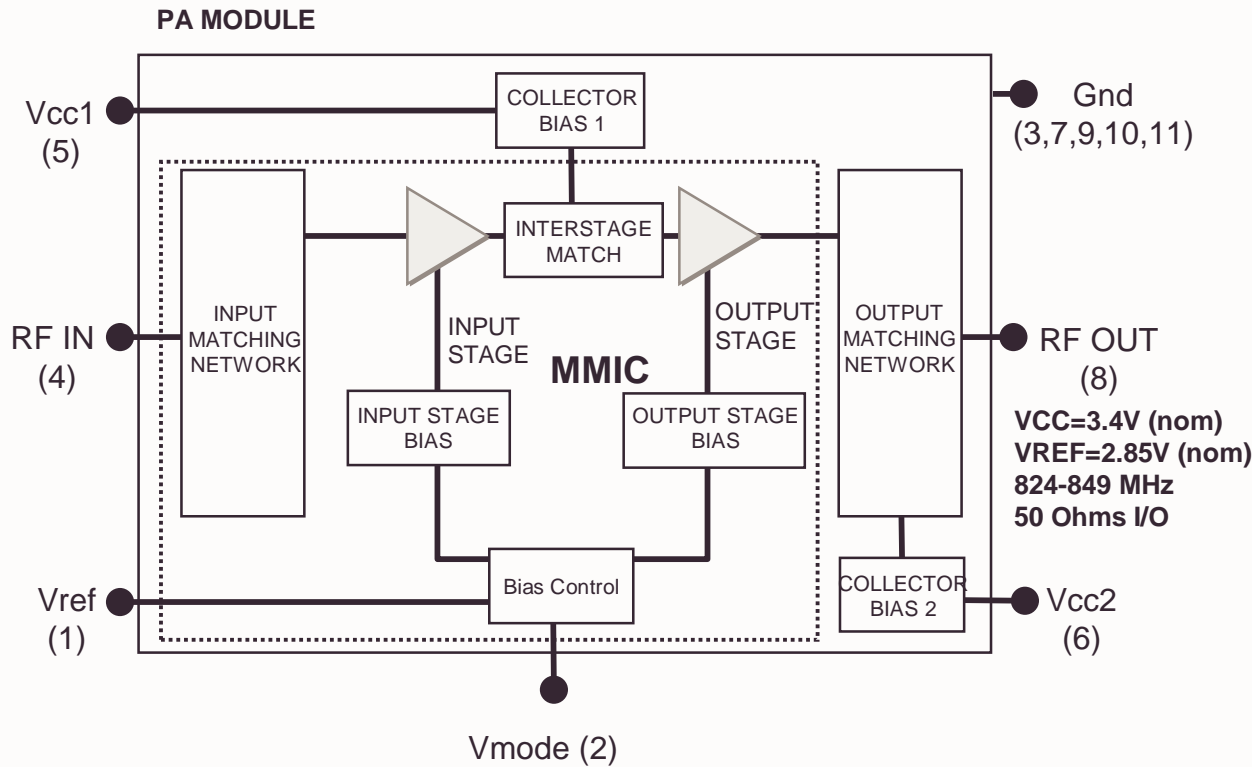 PA MODULE
Vcc1
(5)
COLLECTOR
BIAS 1
Gnd
(3,7,9,10,11)
INTERSTAGE
MATCH
INPUT
MATCHING
NETWORK
RF IN
(4)
INPUT
STAGE
OUTPUT
STAGE
MMIC
OUTPUT
MATCHING
NETWORK
RF OUT
(8)
INPUT STAGE
BIAS
OUTPUT STAGE
BIAS
VCC=3.4V (nom)
VREF=2.85V (nom)
824-849 MHz
50 Ohms I/O
Vref
(1)
Bias Control
COLLECTOR
BIAS 2
Vcc2
(6)
Vmode (2)